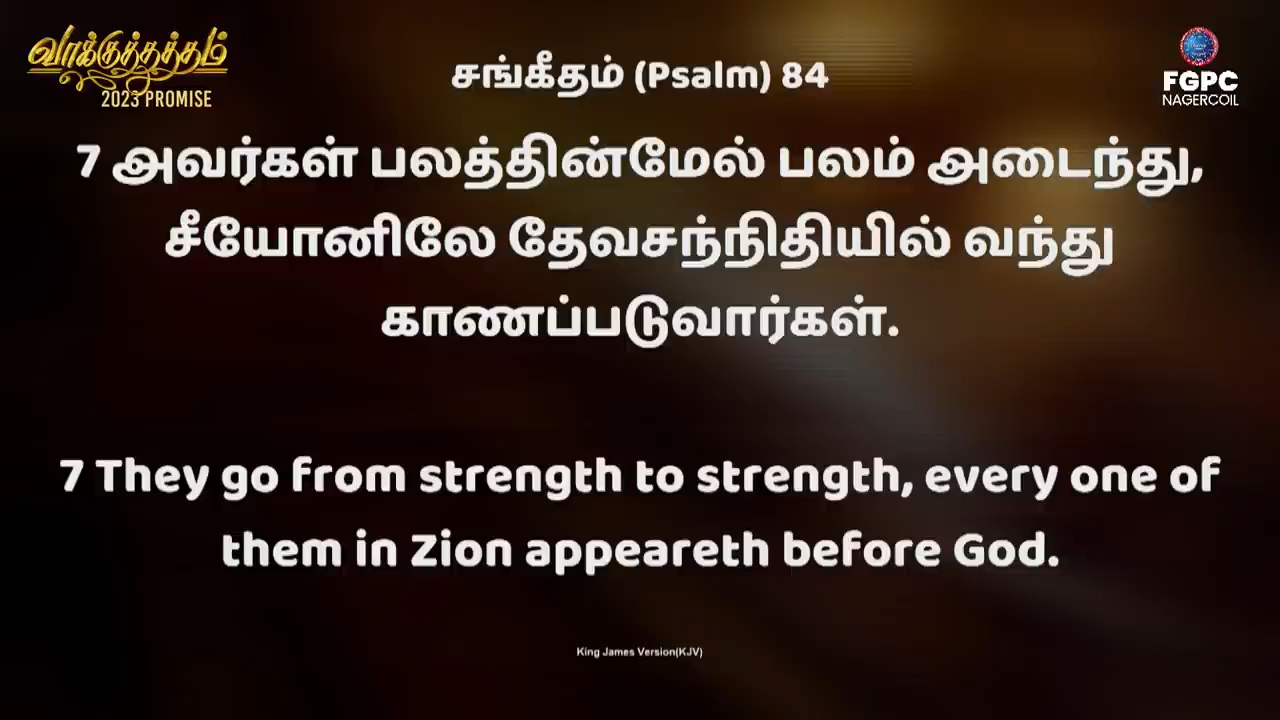 வாக்குத்தத்தம்
2023 PROMISE
சங்கீதம் (Psalm) 84
FGPC
NAGERCOIL
7 அவர்கள் பலத்தின்மேல் பலம் அடைந்து,
சீயோனிலே தேவசந்நிதியில் வந்து
காணப்படுவார்கள்.
7 They go from strength to strength, every one of
them in Zion appeareth before God.
King James Version(KJV)